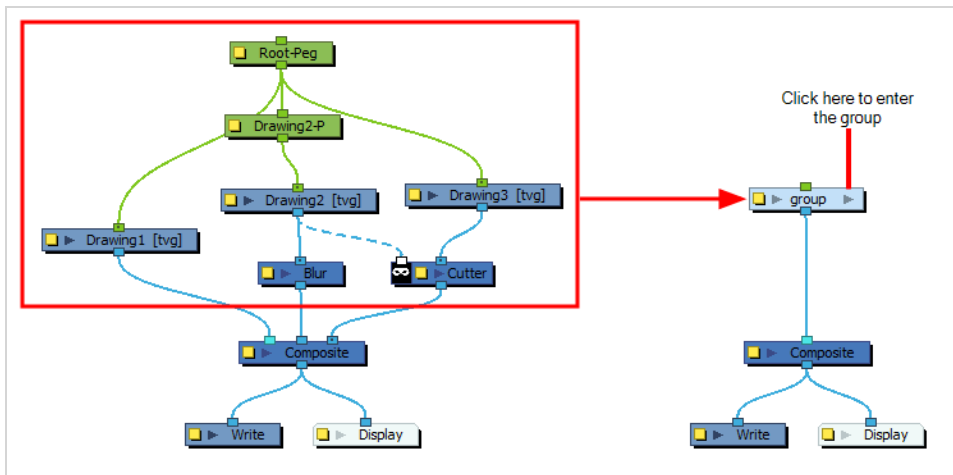 Root-Peg
Click here to enter
the group
Drawing2-P
Drawing2 [tvg]
Drawing3 [tvg]
group
Drawing1 [tvg]
Blur
Cutter
Composite
Composite
Write
Display
Write
Display